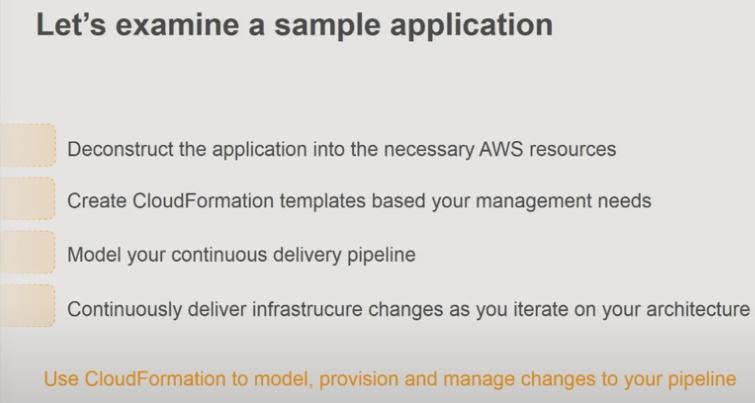 Let's examine a sample application
Deconstruct the application into the necessary AWS resources
Create CloudFormation templates based your management needs
Model your continuous delivery pipeline
Continuously deliver infrastrucure changes as you iterate on your architecture
Use CloudFormation to model, provision and manage changes to your pipeline